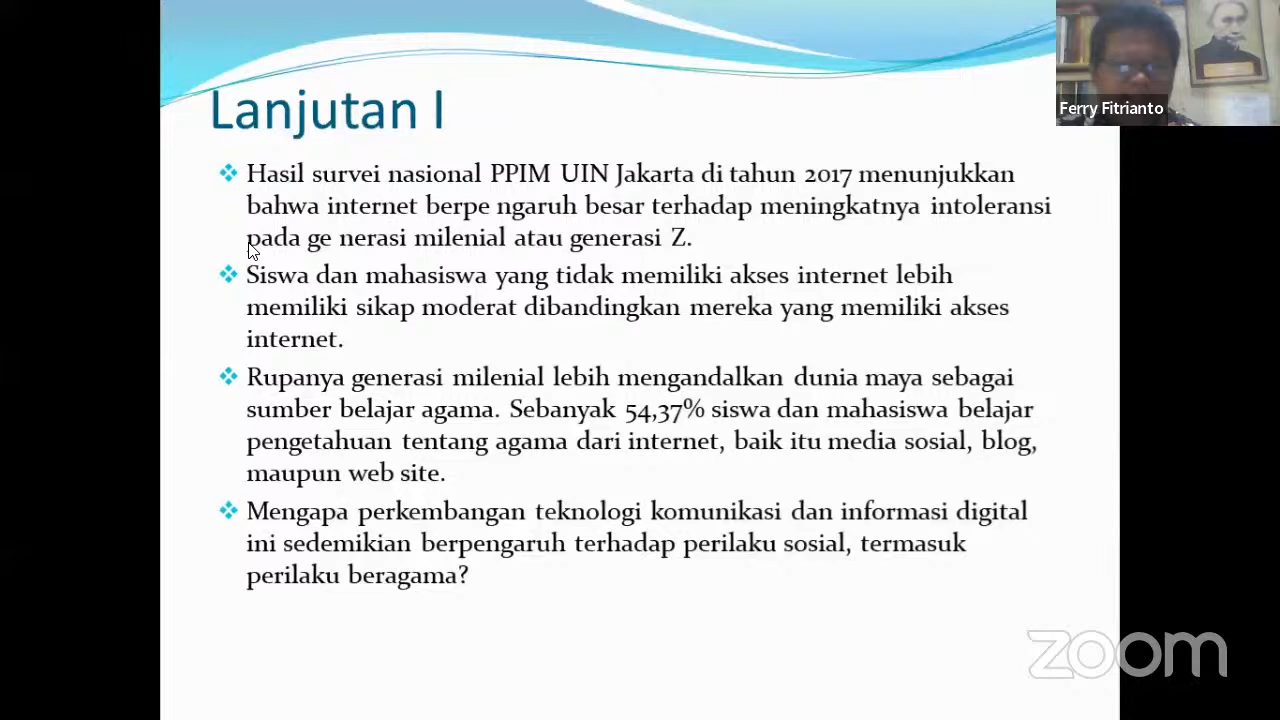 Lanjutan I
Ferry Fitrianto
Hasil survei nasional PPIM UIN Jakarta di tahun 2017 menunjukkan
bahwa internet berpe ngaruh besar terhadap meningkatnya intoleransi
pada ge nerasi milenial atau generasi Z.
Siswa dan mahasiswa yang tidak memiliki akses internet lebih
memiliki sikap moderat dibandingkan mereka yang memiliki akses
internet.
Rupanya generasi milenial lebih mengandalkan dunia maya sebagai
sumber belajar agama. Sebanyak 54,37% siswa dan mahasiswa belajar
pengetahuan tentang agama dari internet, baik itu media sosial, blog,
maupun web site.
Mengapa perkembangan teknologi komunikasi dan informasi digital
ini sedemikian berpengaruh terhadap perilaku sosial, termasuk
perilaku beragama?
zoom